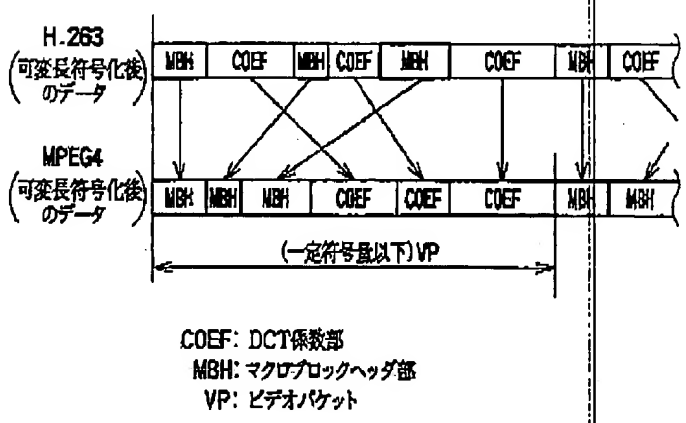 H.263
(可変長符号化後
のデータ)
MBH COEF MBH COEF MBH COEF MBH COEF
MPEG4
(可変長符号化後
のデータ)
MBH MBH MBH COEF COEF COEF MBH MBH
(一定符号量以下)VP
COEF: DCT係数部
MBH: マクロブロックヘッダ部
VP: ビデオパケット